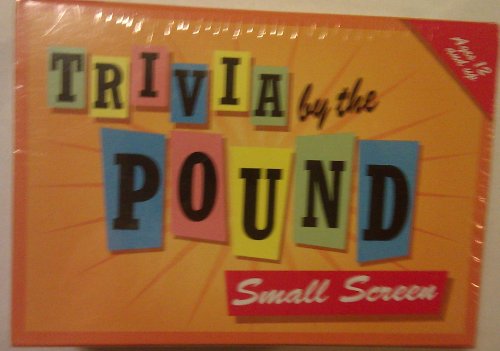 Ages 12
and up
TRIVIA by the
POUND
Small Screen